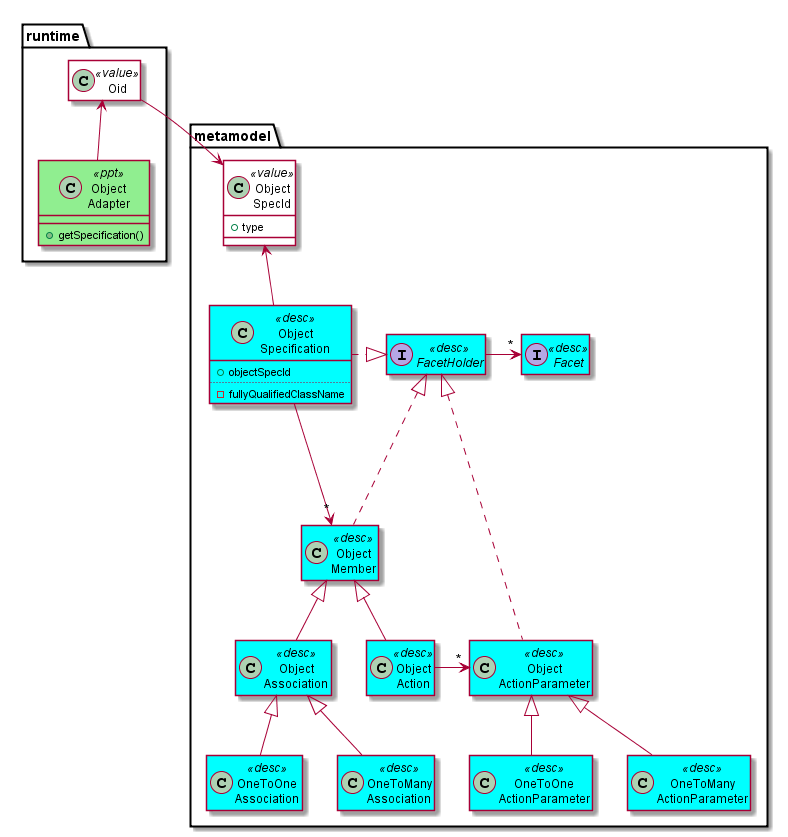 runtime
C «value»
Oid
metamodel
C «ppt»
Object
Adapter
getSpecification()
C «value»
Object
SpecId
type
C «desc»
Object
Specification
objectSpecId
fullyQualifiedClassName
I «desc»
FacetHolder
*
I «desc»
Facet
*
C «desc»
Object
Member
C «desc»
Object
Association
C «desc»
Object
Action
*
C «desc»
Object
ActionParameter
C «desc»
OneToOne
Association
C «desc»
OneToMany
Association
C «desc»
OneToOne
ActionParameter
C «desc»
OneToMany
ActionParameter